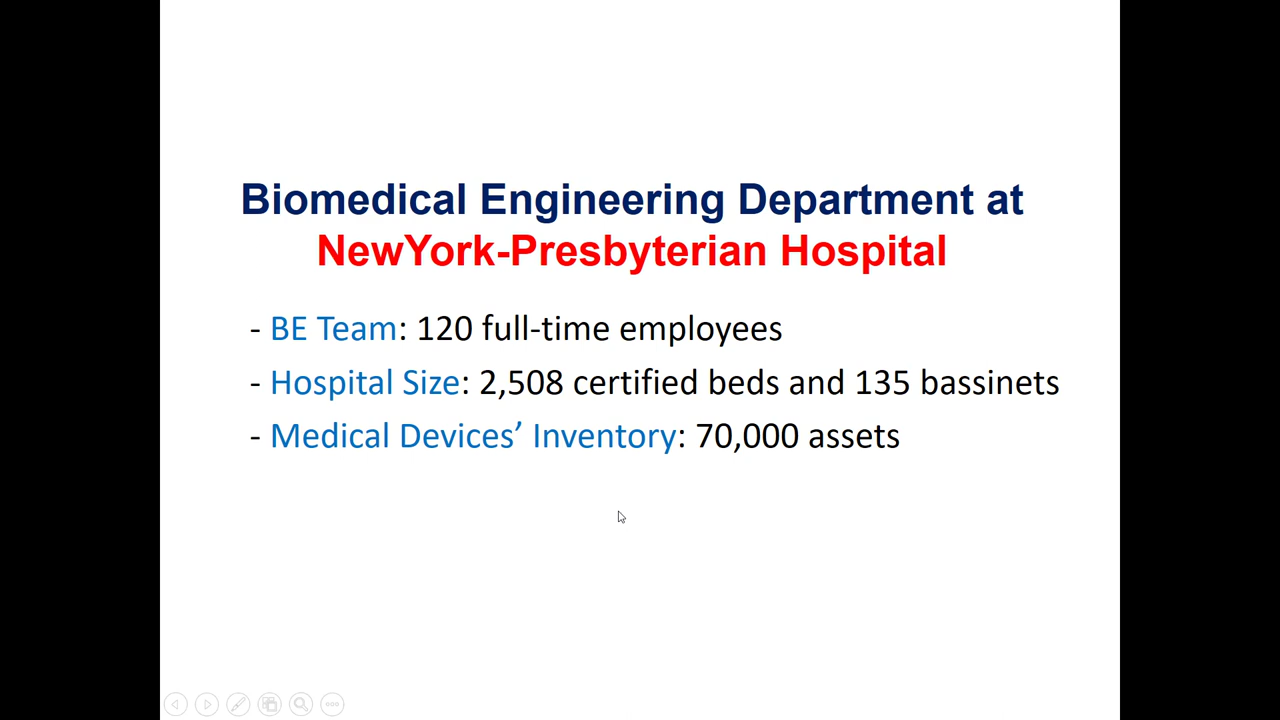 Biomedical Engineering Department at
NewYork-Presbyterian Hospital
- BE Team: 120 full-time employees
- Hospital Size: 2,508 certified beds and 135 bassinets
- Medical Devices’ Inventory: 70,000 assets